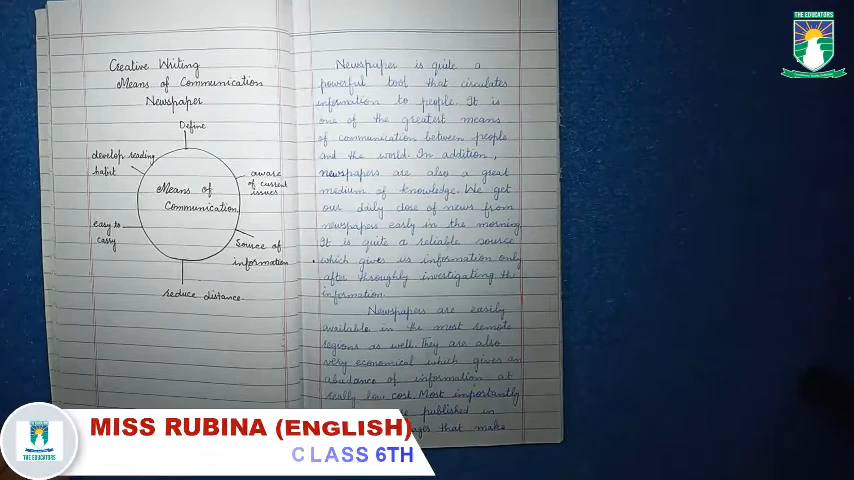 Creative Writing
Means of Communication
Newspaper
Define
develop reading
habit
aware
of current
issues
Means of
Communication
easy to
carry
Source of
information
reduce distance
Newspaper is quite a
powerful tool that circulates
information to people. It is
one of the greatest means
of communication between people
and the world. In addition,
newspapers are also a great
medium of knowledge. We get
our daily dose of news from
newspapers early in the morning.
It is quite a reliable source
which gives us information only
after throughly investigating the
information.
Newspapers are easily
available in the most remote
regions as well. They are also
very economical which gives an
abudance of information at
really low cost. Most importantly
published in
that make
THE EDUCATORS
THE EDUCATORS
MISS RUBINA (ENGLISH)
CLASS 6TH